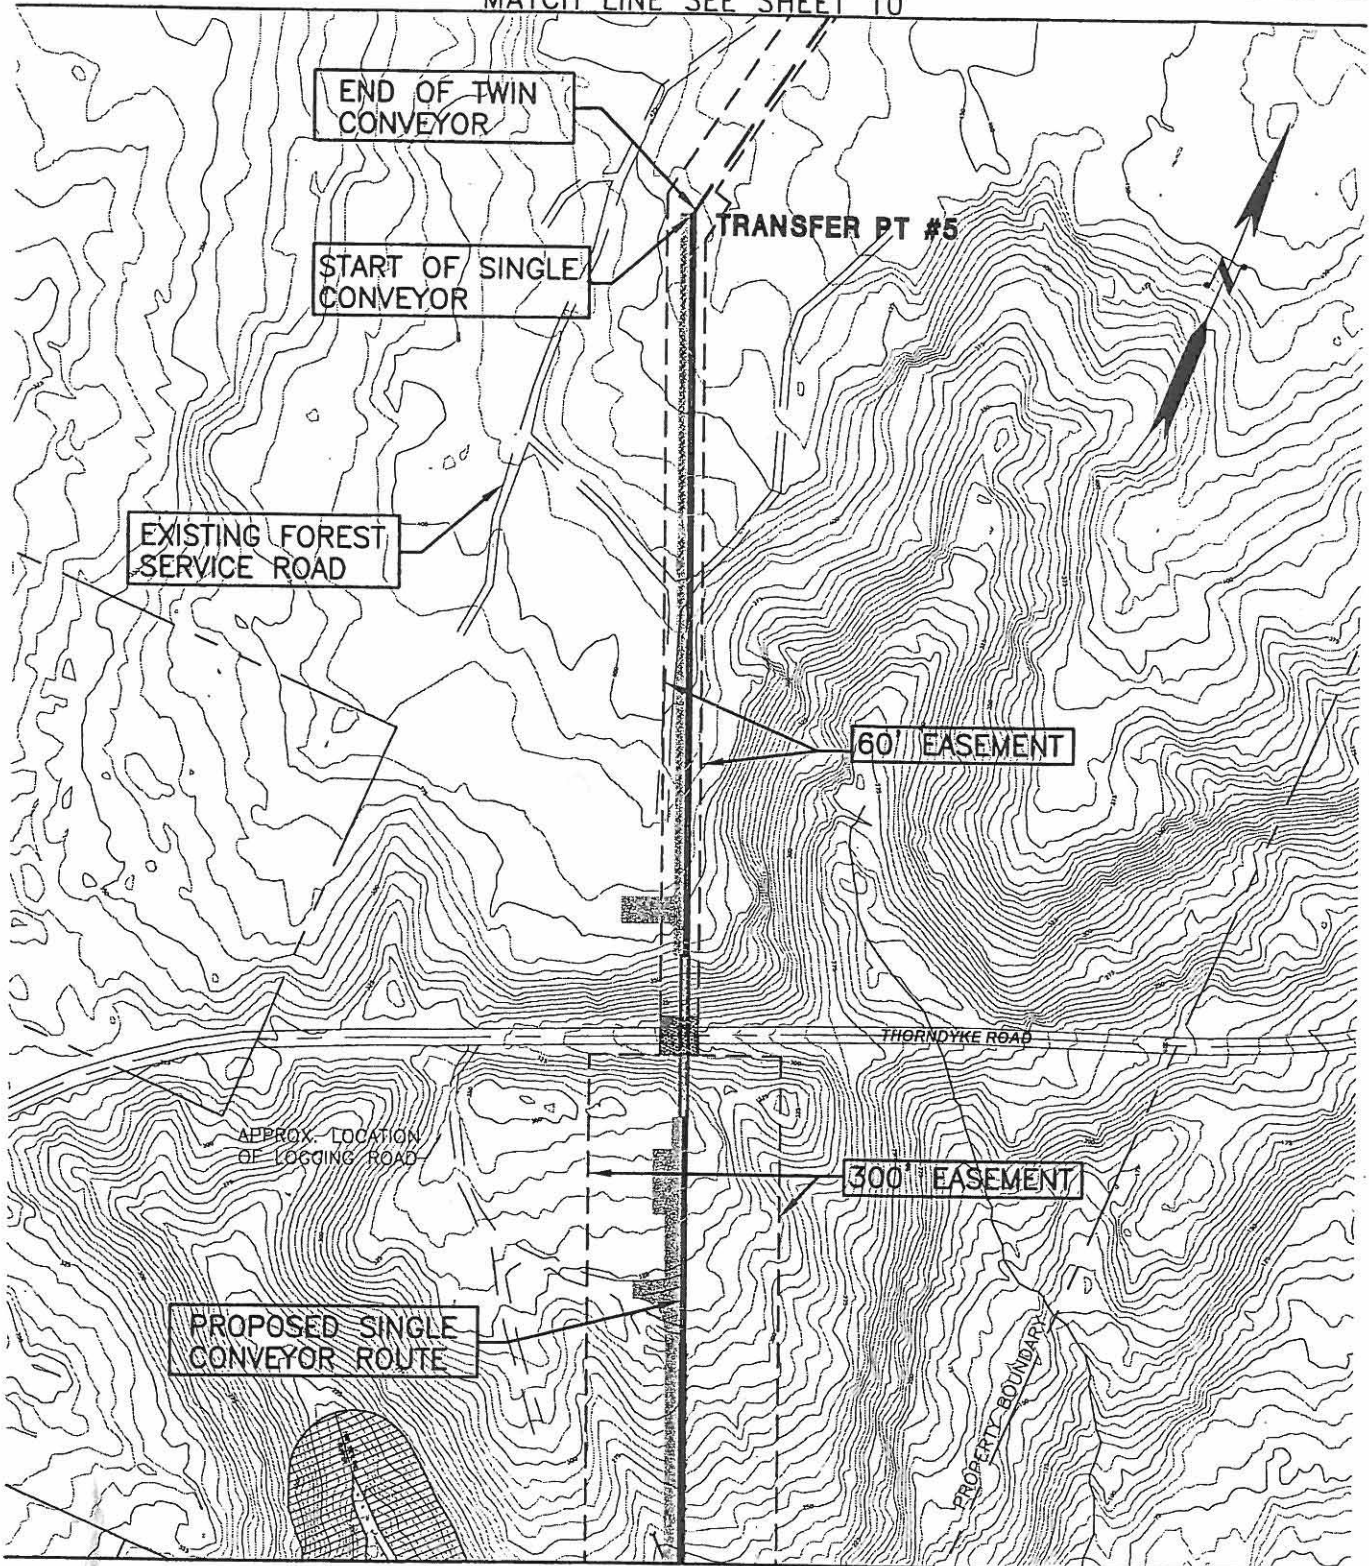 MATCH LINE SEE SHEET 10
END OF TWIN
CONVEYOR
TRANSFER PT #5
START OF SINGLE
CONVEYOR
N
EXISTING FOREST
SERVICE ROAD
60' EASEMENT
THORNDYKE ROAD
APPROX. LOCATION
OF LOGGING ROAD
300' EASEMENT
PROPOSED SINGLE
CONVEYOR ROUTE
PROPERTY BOUNDARY